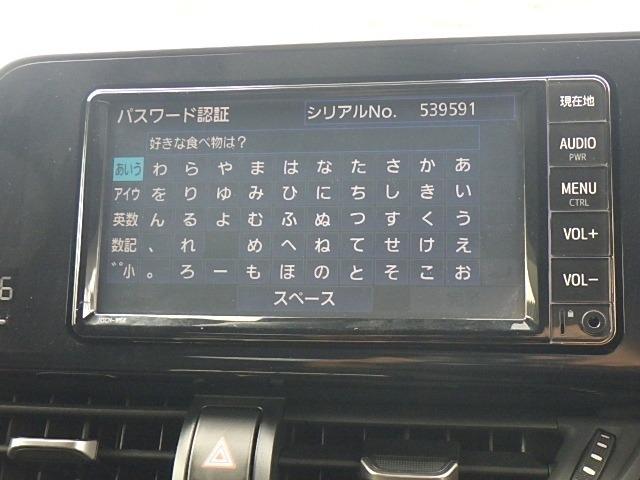 パスワード認証 シリアルNo. 539591
好きな食べ物は？
あいう わ ら や ま は な た さ か あ
アイウ を り ゆ み ひ に ち し き い
英数 ん る よ む ふ ぬ つ す く う
数記 、 れ め へ ね て せ け え
゛゜小 。 ろ ー も ほ の と そ こ お
スペース
現在地
AUDIO
PWR
MENU
CTRL
VOL+
VOL-
6